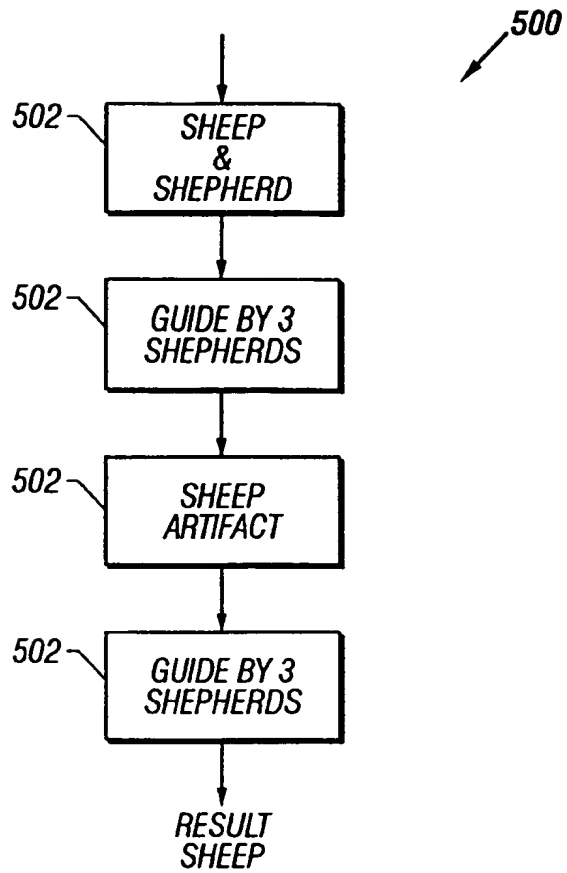 500
502
SHEEP
&
SHEPHERD
502
GUIDE BY 3
SHEPHERDS
502
SHEEP
ARTIFACT
502
GUIDE BY 3
SHEPHERDS
RESULT
SHEEP